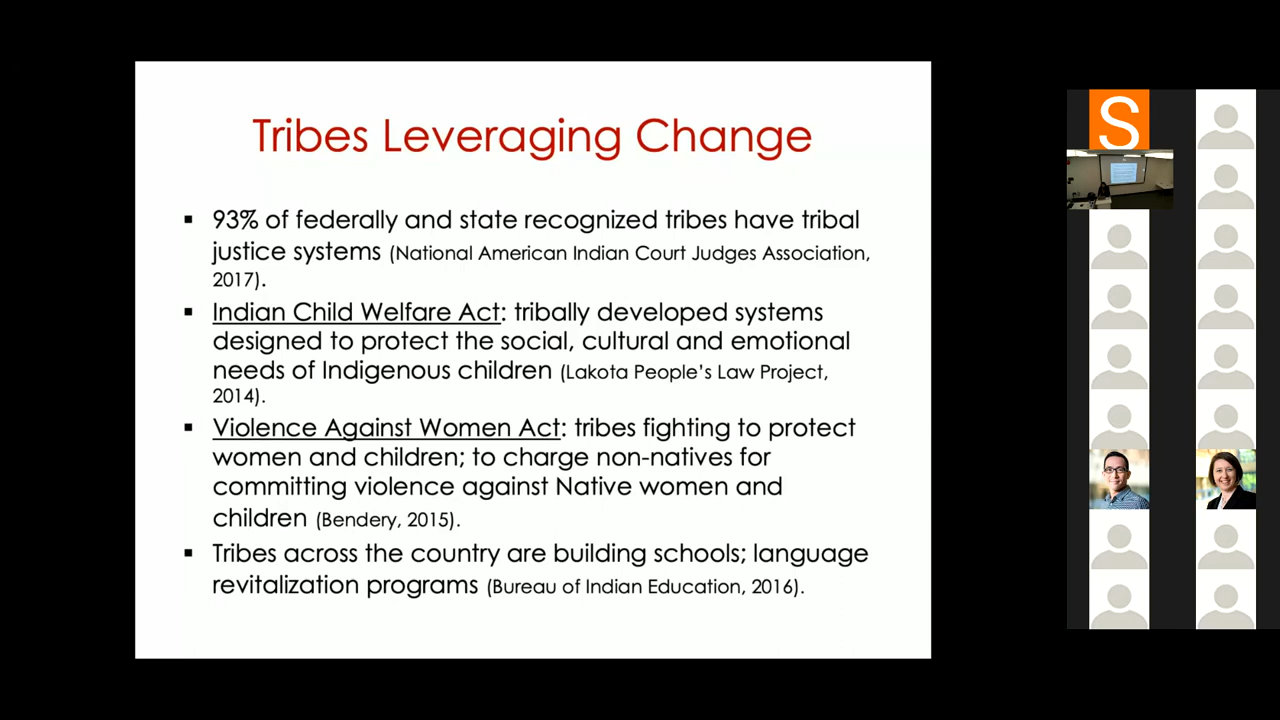 Tribes Leveraging Change
▪ 93% of federally and state recognized tribes have tribal
justice systems (National American Indian Court Judges Association,
2017).
▪ Indian Child Welfare Act: tribally developed systems
designed to protect the social, cultural and emotional
needs of Indigenous children (Lakota People's Law Project,
2014).
▪ Violence Against Women Act: tribes fighting to protect
women and children; to charge non-natives for
committing violence against Native women and
children (Bendery, 2015).
▪ Tribes across the country are building schools; language
revitalization programs (Bureau of Indian Education, 2016).
S